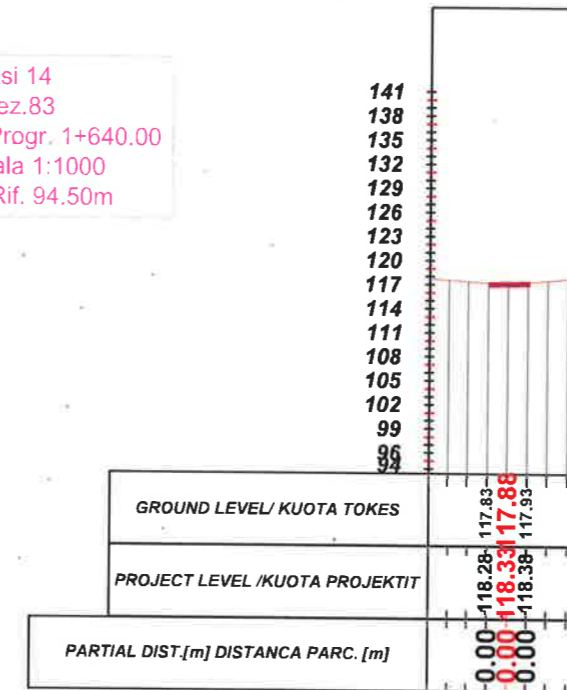 si 14
ez.83
Progr. 1+640.00
ala 1:1000
Rif. 94.50m
141
138
135
132
129
126
123
120
117
114
111
108
105
102
99
96
94
GROUND LEVEL/ KUOTA TOKES
117.83 117.88 117.93
PROJECT LEVEL /KUOTA PROJEKTIT
118.28 118.33 118.38
PARTIAL DIST.[m] DISTANCA PARC. [m]
0.00 0.00 0.00